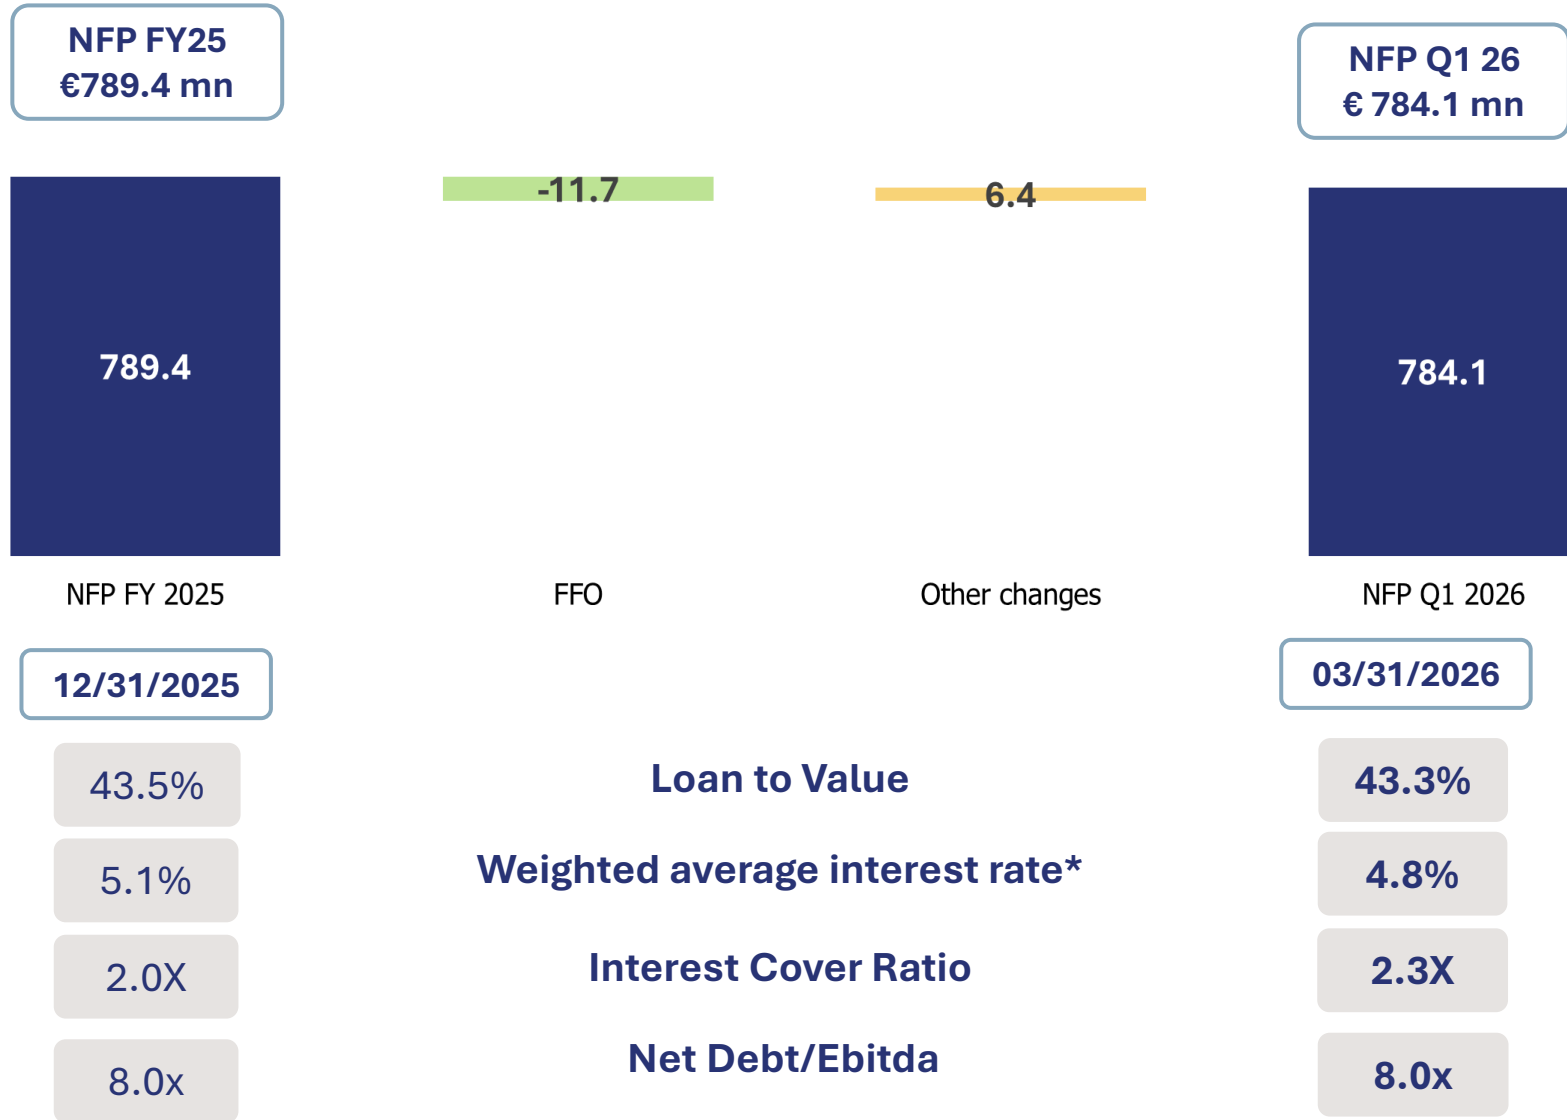 NFP FY25
€789.4 mn
NFP Q1 26
€ 784.1 mn
-11.7
6.4
789.4
784.1
NFP FY 2025
FFO
Other changes
NFP Q1 2026
12/31/2025
03/31/2026
43.5%
Loan to Value
43.3%
5.1%
Weighted average interest rate*
4.8%
2.0X
Interest Cover Ratio
2.3X
8.0x
Net Debt/Ebitda
8.0x